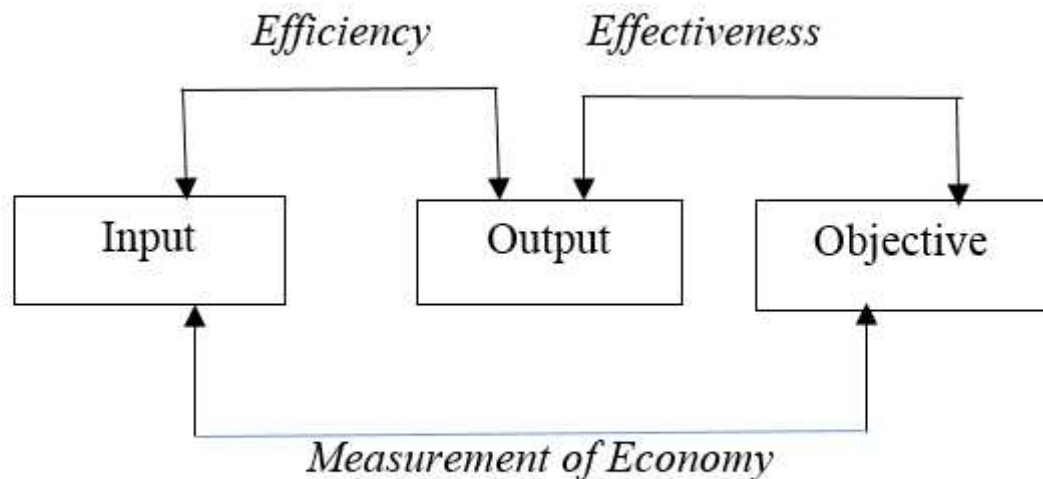 Efficiency
Effectiveness
Input
Output
Objective
Measurement of Economy